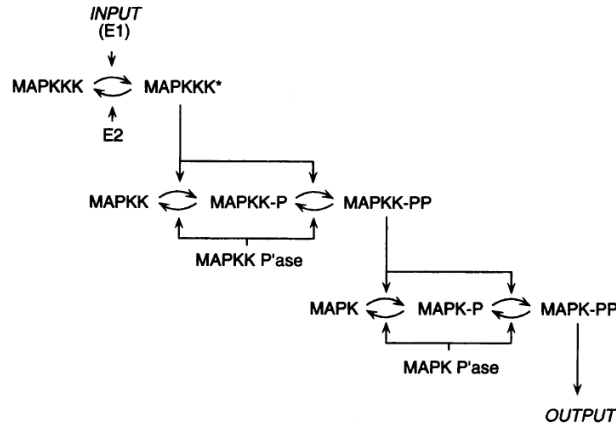 INPUT
(E1)
MAPKKK MAPKKK*
E2
MAPKK MAPKK-P MAPKK-PP
MAPKK P'ase
MAPK MAPK-P MAPK-PP
MAPK P'ase
OUTPUT